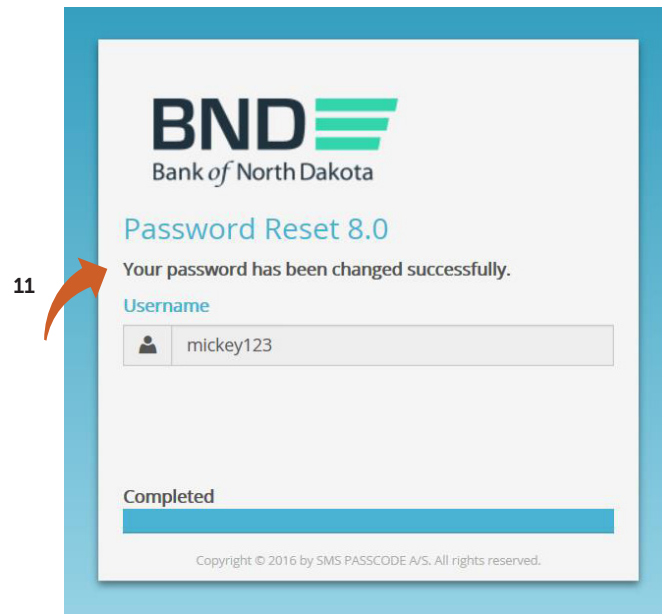 BND
Bank of North Dakota
Password Reset 8.0
Your password has been changed successfully.
11
Username
mickey123
Completed
Copyright © 2016 by SMS PASSCODE A/S. All rights reserved.